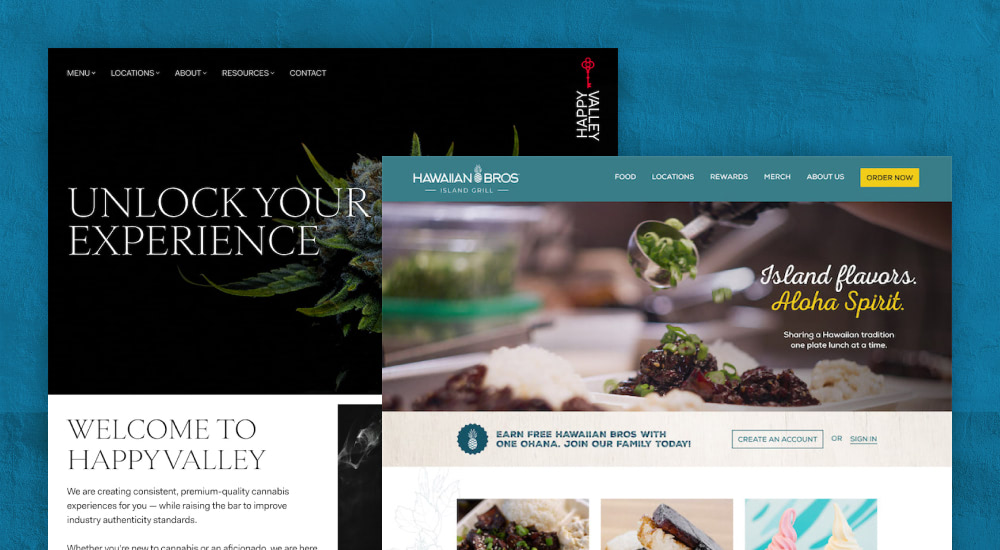 MENU
LOCATIONS
ABOUT
RESOURCES
CONTACT
HAPPY
VALLEY
UNLOCK YOUR
EXPERIENCE
WELCOME TO
HAPPY VALLEY
We are creating consistent, premium-quality cannabis
experiences for you — while raising the bar to improve
industry authenticity standards.
Whether you're new to cannabis or an aficionado, we are here
HAWAIIAN BROS
ISLAND GRILL
FOOD
LOCATIONS
REWARDS
MERCH
ABOUT US
ORDER NOW
Island flavors.
Aloha Spirit.
Sharing a Hawaiian tradition
one plate lunch at a time.
EARN FREE HAWAIIAN BROS WITH
ONE OHANA. JOIN OUR FAMILY TODAY!
CREATE AN ACCOUNT
OR
SIGN IN